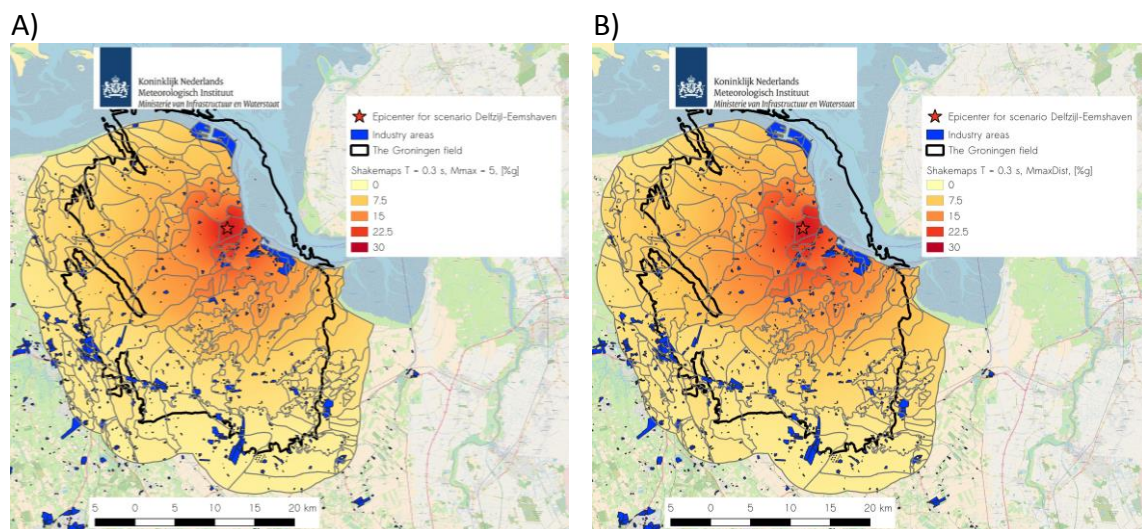 A)
Koninklijk Nederlands
Meteorologisch Instituut
Ministerie van Infrastructuur en Waterstaat
Epicenter for scenario Delfzijl-Eemshaven
Industry areas
The Groningen field
Shakemaps T = 0.3 s, Mmax = 5, [%g]
0
7.5
15
22.5
30
5 0 5 10 15 20 km
B)
Koninklijk Nederlands
Meteorologisch Instituut
Ministerie van Infrastructuur en Waterstaat
Epicenter for scenario Delfzijl-Eemshaven
Industry areas
The Groningen field
Shakemaps T = 0.3 s, MmaxDist, [%g]
0
7.5
15
22.5
30
5 0 5 10 15 20 km